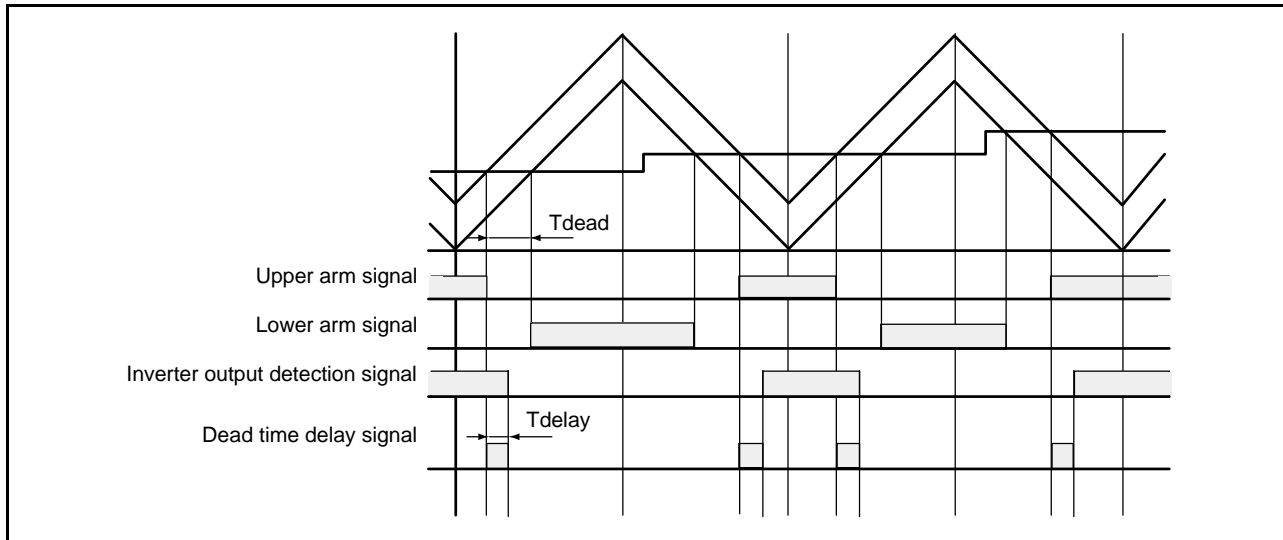 Tdead
Upper arm signal
Lower arm signal
Inverter output detection signal
Tdelay
Dead time delay signal